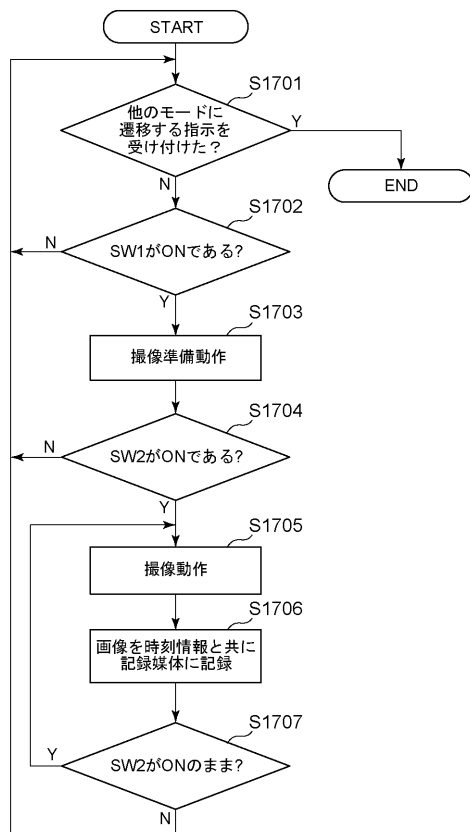 START
S1701
他のモードに
遷移する指示を
受け付けた?
Y
N
END
S1702
N
SW1がONである?
Y
S1703
撮像準備動作
S1704
N
SW2がONである?
Y
S1705
撮像動作
S1706
画像を時刻情報と共に
記録媒体に記録
S1707
Y
SW2がONのまま?
N